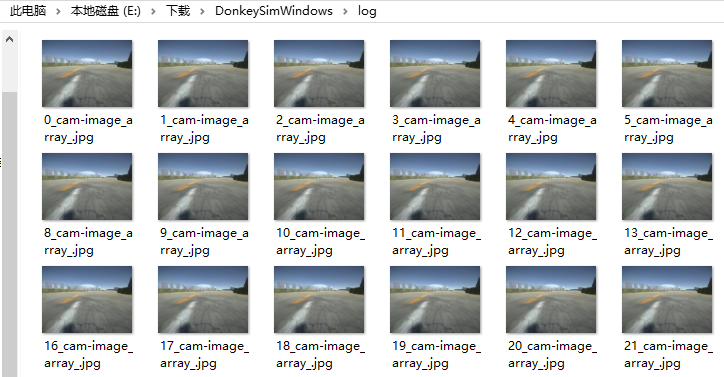 此电脑 > 本地磁盘 (E:) > 下载 > DonkeySimWindows > log
0_cam-image_a
rray_.jpg
1_cam-image_a
rray_.jpg
2_cam-image_a
rray_.jpg
3_cam-image_a
rray_.jpg
4_cam-image_a
rray_.jpg
5_cam-image_a
rray_.jpg
8_cam-image_a
rray_.jpg
9_cam-image_a
rray_.jpg
10_cam-image_
array_.jpg
11_cam-image_
array_.jpg
12_cam-image_
array_.jpg
13_cam-image_
array_.jpg
16_cam-image_
array_.jpg
17_cam-image_
array_.jpg
18_cam-image_
array_.jpg
19_cam-image_
array_.jpg
20_cam-image_
array_.jpg
21_cam-image_
array_.jpg